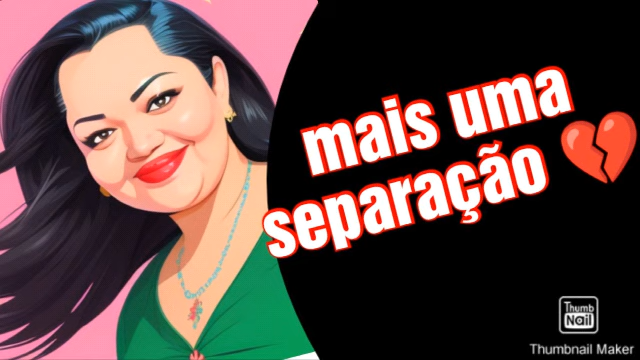 mais uma
separação 💔
Thumb
Nail
Thumbnail Maker